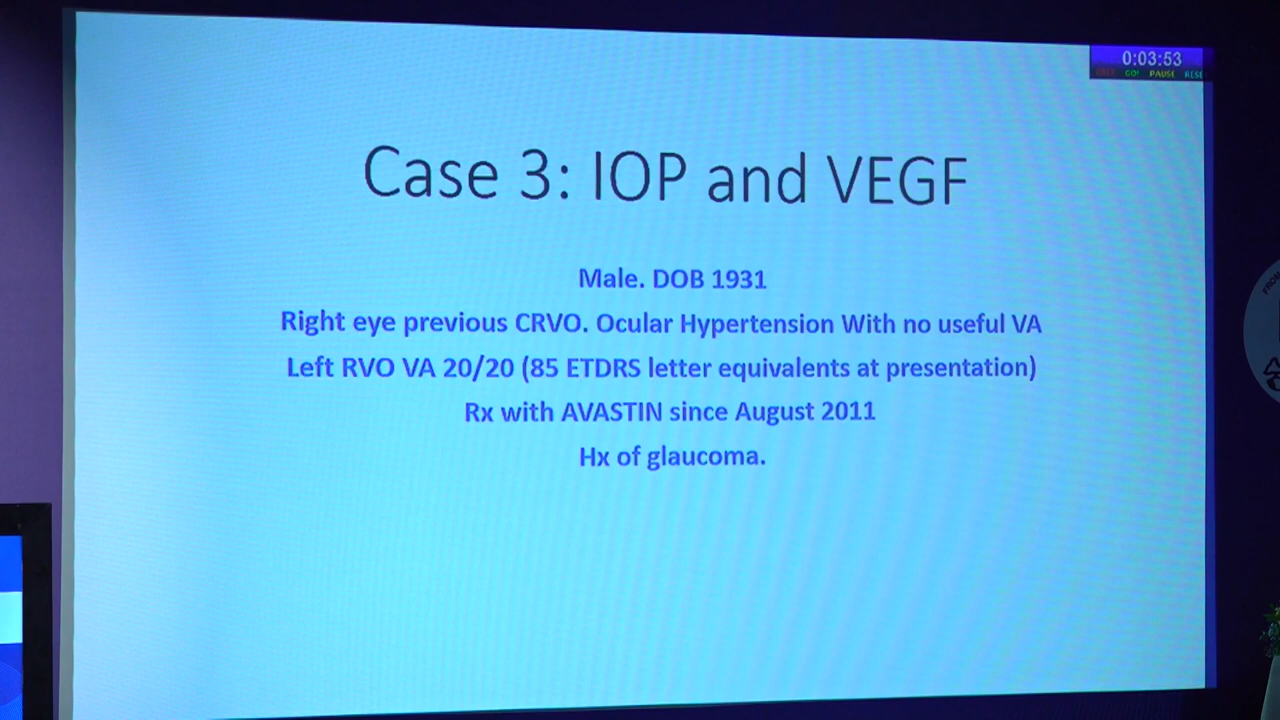 0:03:53
GO! PAUSE
Case 3: IOP and VEGF
Male. DOB 1931
Right eye previous CRVO. Ocular Hypertension With no useful VA
Left RVO VA 20/20 (85 ETDRS letter equivalents at presentation)
Rx with AVASTIN since August 2011
Hx of glaucoma.